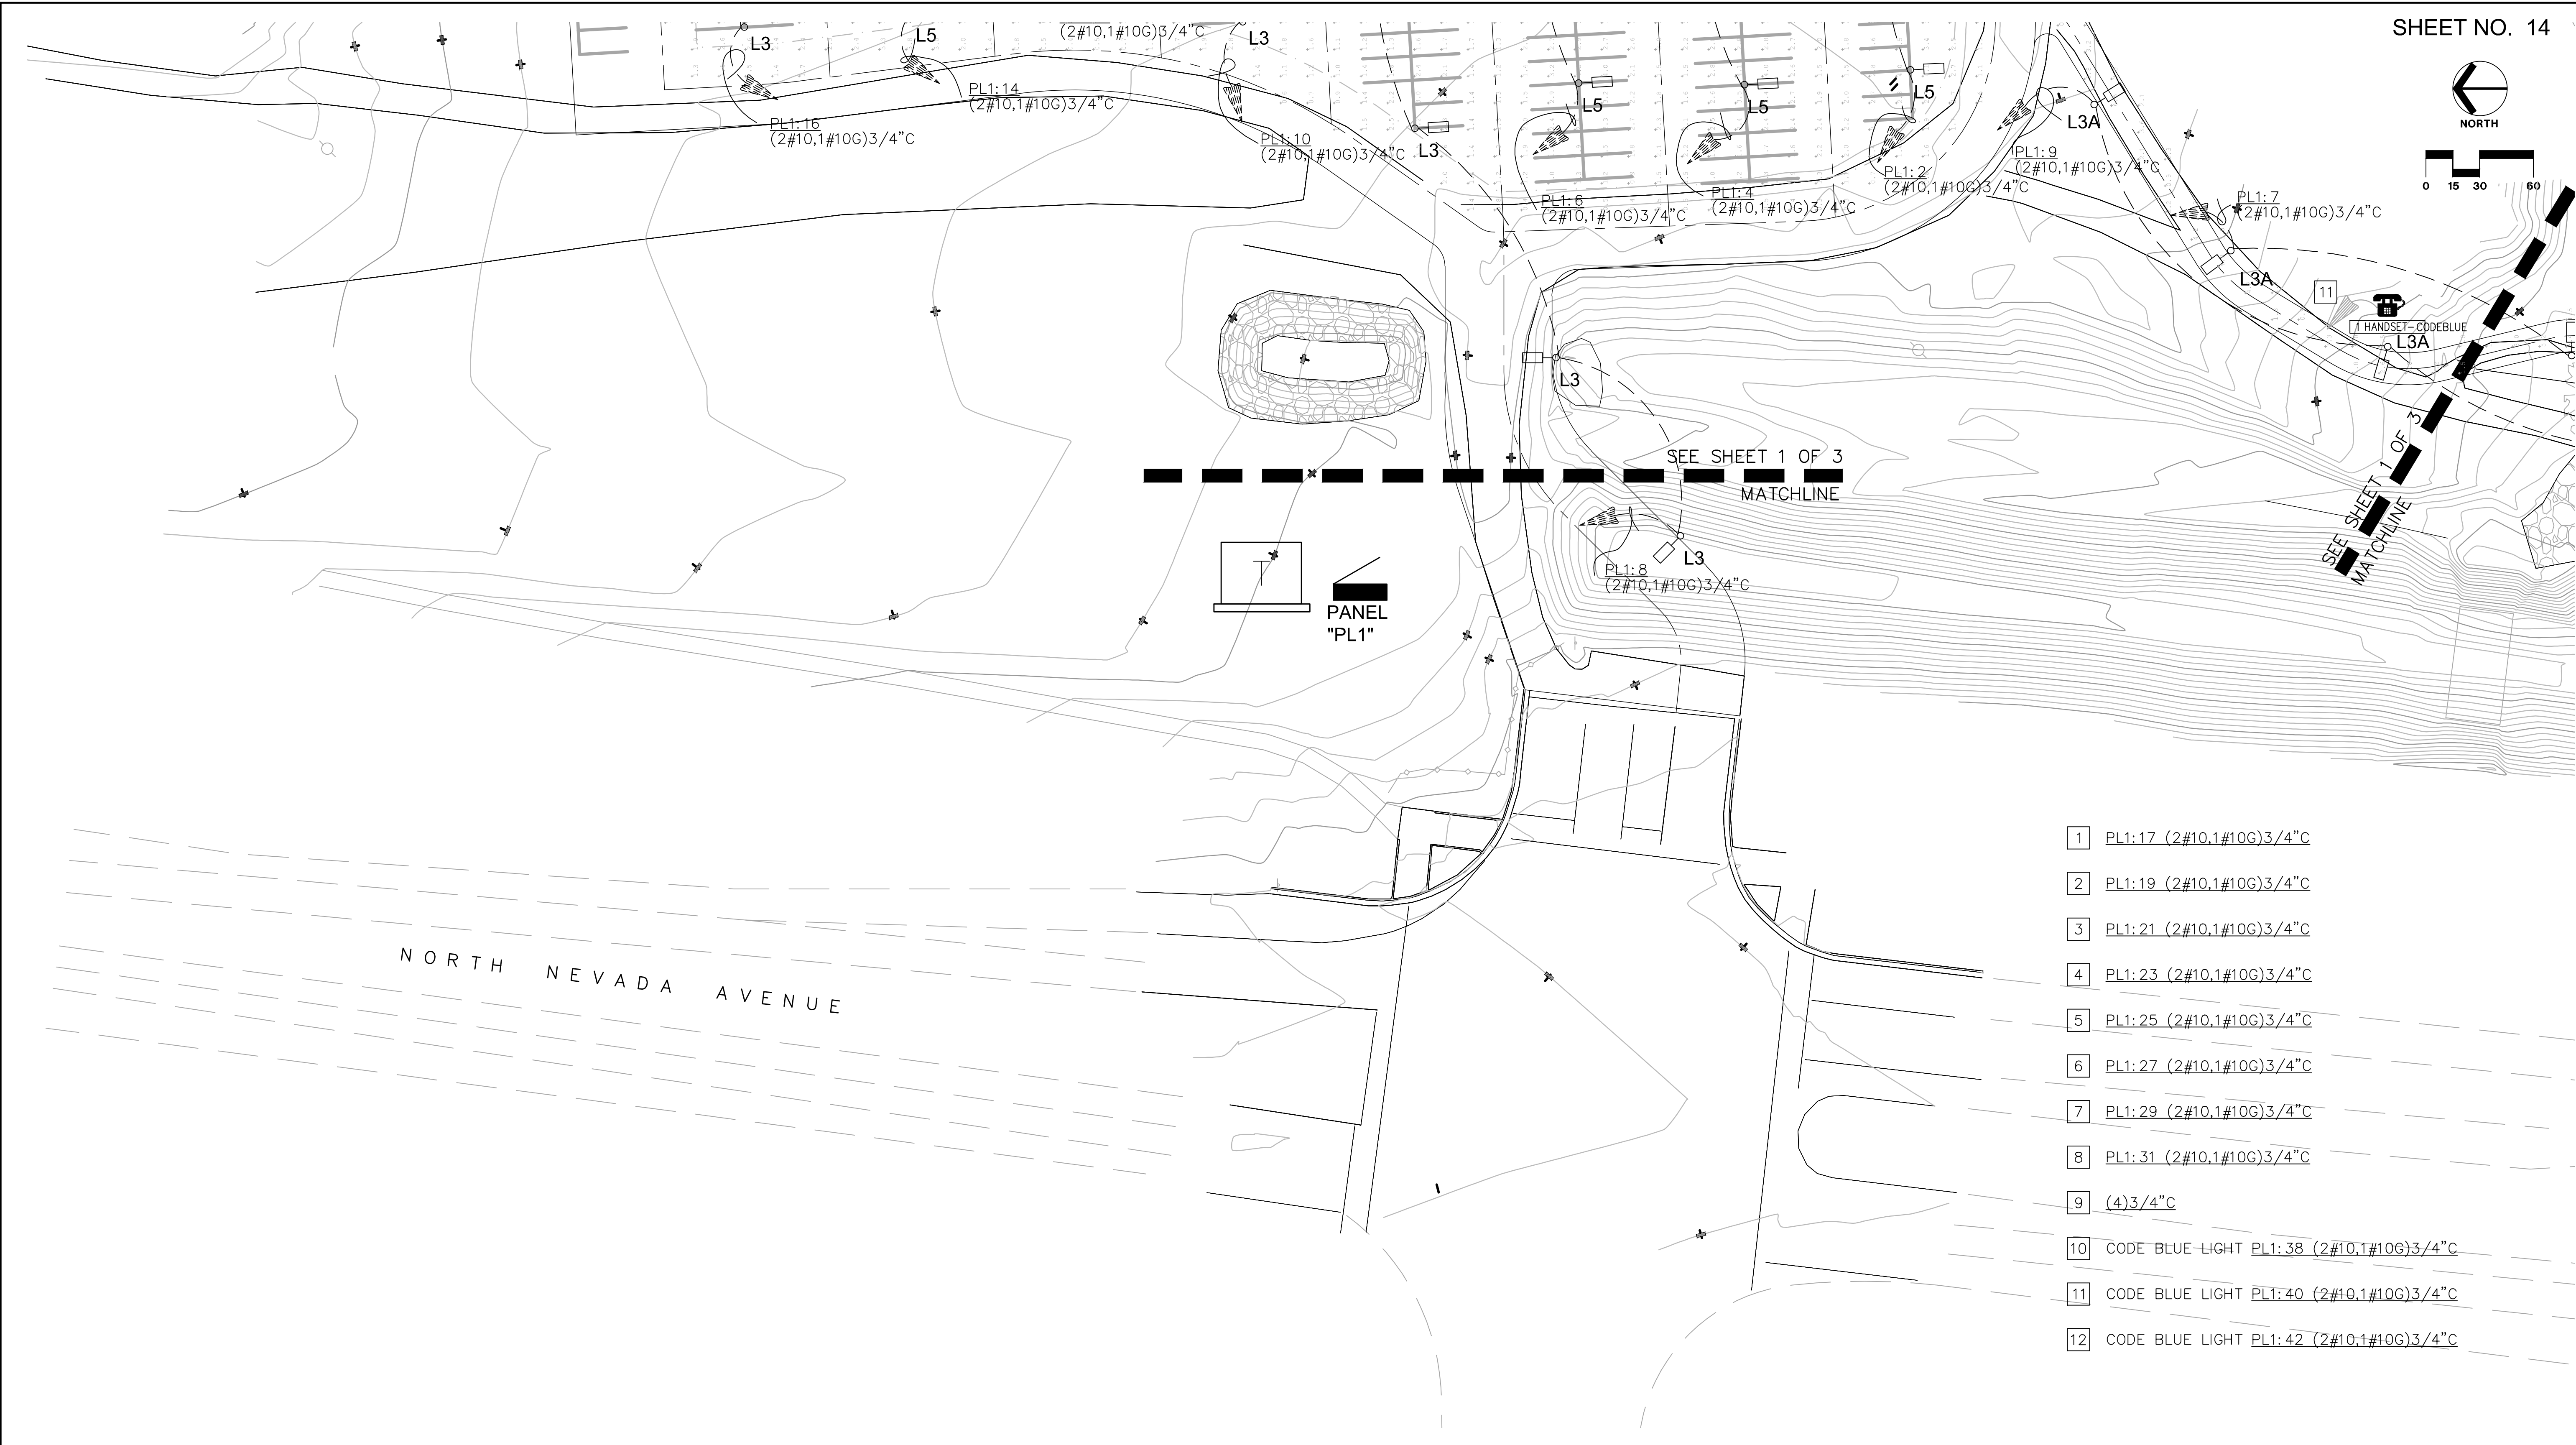 SHEET NO. 14
NORTH
0 15 30 60
L3
L5
(2#10,1#10G)3/4"C
L3
PL1:14
(2#10,1#10G)3/4"C
PL1:16
(2#10,1#10G)3/4"C
PL1:10
(2#10,1#10G)3/4"C
L3
L5
L5
L5
L3A
PL1:6
(2#10,1#10G)3/4"C
PL1:4
(2#10,1#10G)3/4"C
PL1:2
(2#10,1#10G)3/4"C
PL1:9
(2#10,1#10G)3/4"C
PL1:7
(2#10,1#10G)3/4"C
L3A
11
1 HANDSET-CODEBLUE
L3A
L3
SEE SHEET 1 OF 3
MATCHLINE
SEE SHEET 1 OF 3
MATCHLINE
L3
PL1:8
(2#10,1#10G)3/4"C
T
PANEL
"PL1"
NORTH NEVADA AVENUE
1 PL1:17 (2#10,1#10G)3/4"C
2 PL1:19 (2#10,1#10G)3/4"C
3 PL1:21 (2#10,1#10G)3/4"C
4 PL1:23 (2#10,1#10G)3/4"C
5 PL1:25 (2#10,1#10G)3/4"C
6 PL1:27 (2#10,1#10G)3/4"C
7 PL1:29 (2#10,1#10G)3/4"C
8 PL1:31 (2#10,1#10G)3/4"C
9 (4)3/4"C
10 CODE BLUE LIGHT PL1:38 (2#10,1#10G)3/4"C
11 CODE BLUE LIGHT PL1:40 (2#10,1#10G)3/4"C
12 CODE BLUE LIGHT PL1:42 (2#10,1#10G)3/4"C